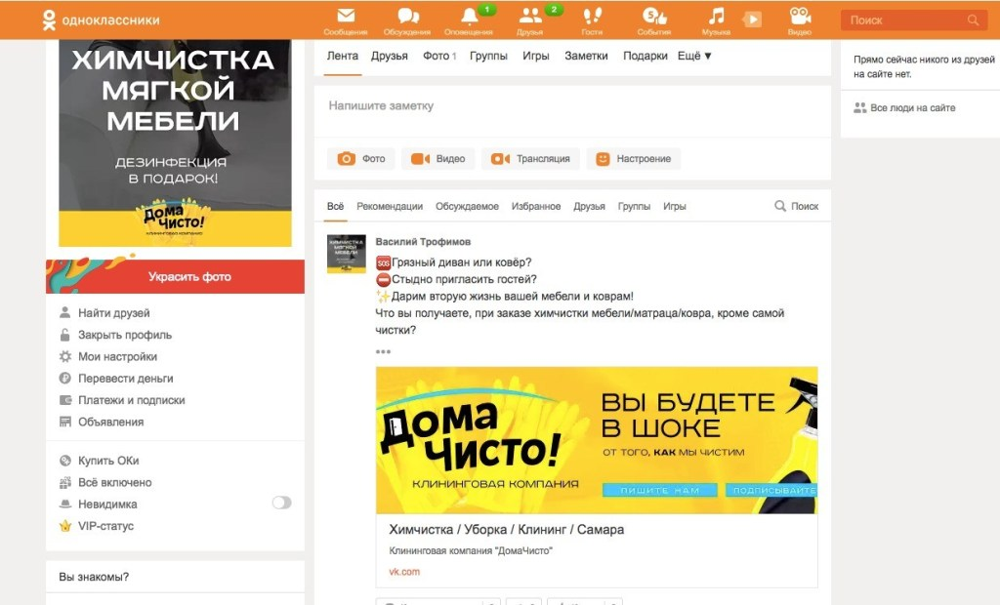 одноклассники
Сообщения
Обсуждения
1
Оповещения
2
Друзья
Гости
События
Музыка
Видео
Поиск
ХИМЧИСТКА
МЯГКОЙ
МЕБЕЛИ
ДЕЗИНФЕКЦИЯ
В ПОДАРОК!
Дома
Чисто!
КЛИНИНГОВАЯ КОМПАНИЯ
Украсить фото
Найти друзей
Закрыть профиль
Мои настройки
Перевести деньги
Платежи и подписки
Объявления
Купить ОКи
Всё включено
Невидимка
VIP-статус
Вы знакомы?
Лента Друзья Фото 1 Группы Игры Заметки Подарки Ещё ▼
Напишите заметку
Фото Видео Трансляция Настроение
Всё Рекомендации Обсуждаемое Избранное Друзья Группы Игры Поиск
ХИМЧИСТКА
МЯГКОЙ
МЕБЕЛИ
Василий Трофимов
🆘Грязный диван или ковёр?
⛔Стыдно пригласить гостей?
✨Дарим вторую жизнь вашей мебели и коврам!
Что вы получаете, при заказе химчистки мебели/матраца/ковра, кроме самой
чистки?
•••
Дома
Чисто!
КЛИНИНГОВАЯ КОМПАНИЯ
ВЫ БУДЕТЕ
В ШОКЕ
ОТ ТОГО, КАК МЫ ЧИСТИМ
ПИШИТЕ НАМ
ПОДПИСЫВАЙТЕ
Химчистка / Уборка / Клининг / Самара
Клининговая компания "ДомаЧисто"
vk.com
Прямо сейчас никого из друзей
на сайте нет.
Все люди на сайте